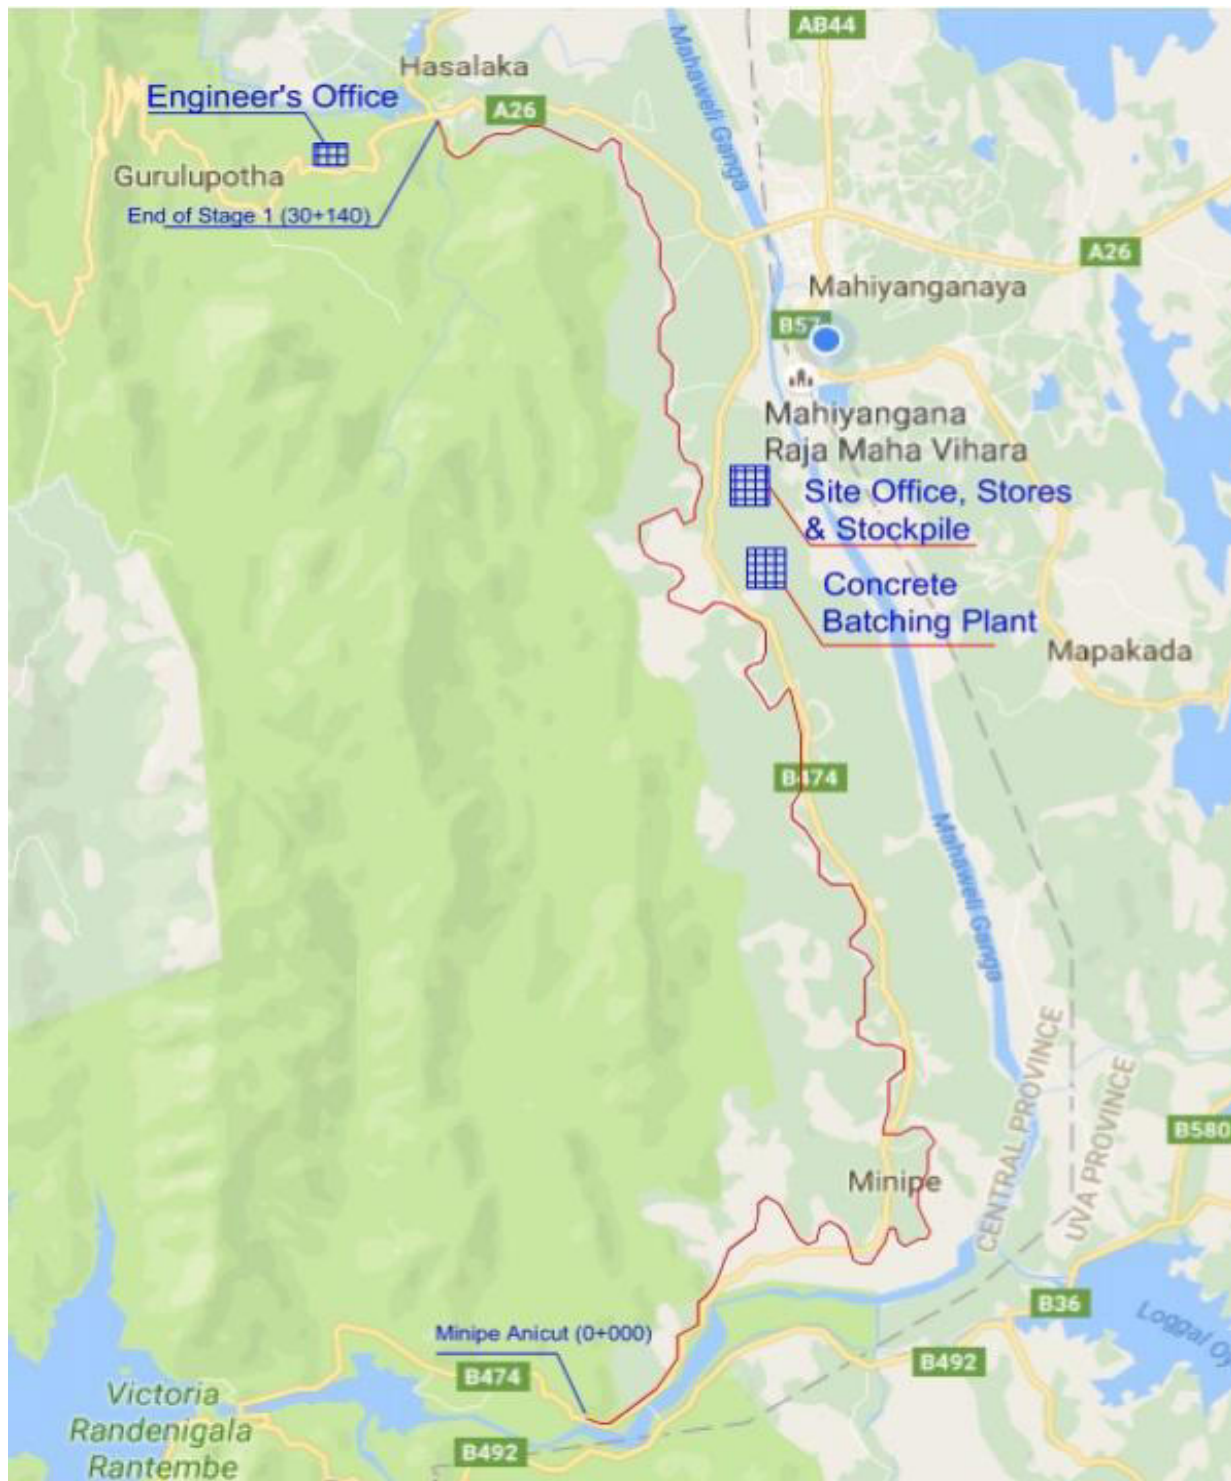 AB44
Mahaweli Ganga
Hasalaka
Engineer's Office
A26
Gurulupotha
End of Stage 1 (30+140)
A26
Mahiyanganaya
B57
Mahiyangana
Raja Maha Vihara
Site Office, Stores
& Stockpile
Concrete
Batching Plant
Mapakada
B474
Mahaweli Ganga
CENTRAL PROVINCE
UVA PROVINCE
B580
Minipe
B36
Loggal Oy
Minipe Anicut (0+000)
B492
B474
Victoria
Randenigala
Rantembe
B492